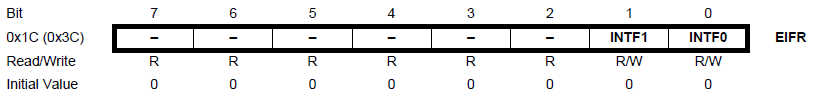 Bit 7 6 5 4 3 2 1 0
0x1C (0x3C) – – – – – – INTF1 INTF0 EIFR
Read/Write R R R R R R R/W R/W
Initial Value 0 0 0 0 0 0 0 0